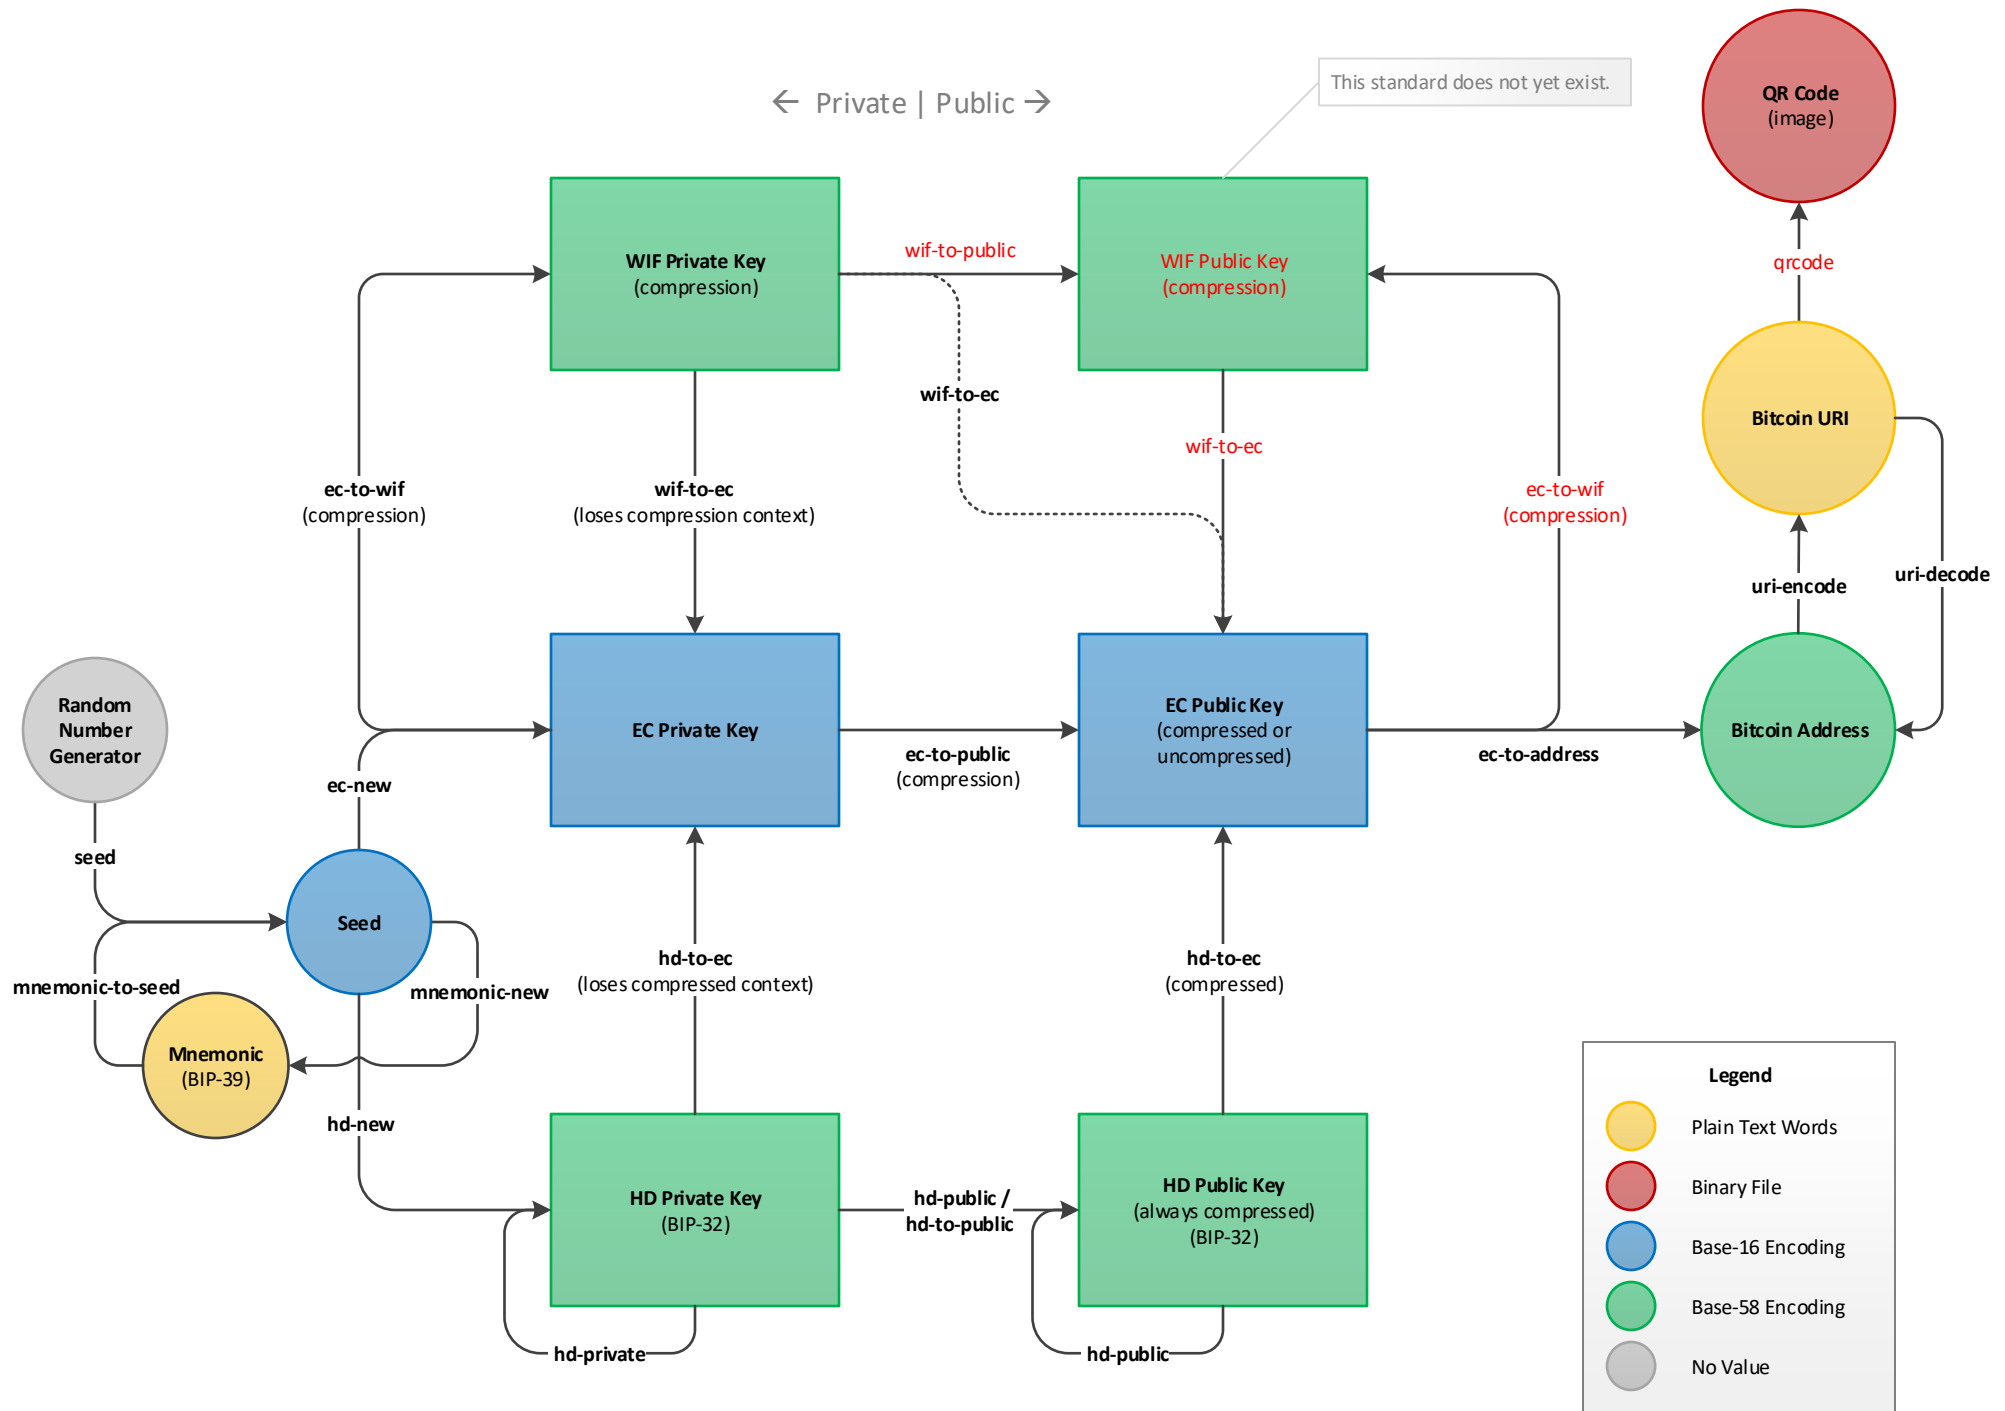 ← Private | Public →
This standard does not yet exist.
QR Code
(image)
WIF Private Key
(compression)
wif-to-public
WIF Public Key
(compression)
qrcode
Bitcoin URI
wif-to-ec
wif-to-ec
ec-to-wif
(compression)
wif-to-ec
(loses compression context)
ec-to-wif
(compression)
uri-encode
uri-decode
Random
Number
Generator
EC Private Key
ec-to-public
(compression)
EC Public Key
(compressed or
uncompressed)
ec-to-address
Bitcoin Address
ec-new
seed
Seed
mnemonic-to-seed
mnemonic-new
Mnemonic
(BIP-39)
hd-to-ec
(loses compressed context)
hd-to-ec
(compressed)
hd-new
HD Private Key
(BIP-32)
hd-public /
hd-to-public
HD Public Key
(always compressed)
(BIP-32)
hd-private
hd-public
Legend
Plain Text Words
Binary File
Base-16 Encoding
Base-58 Encoding
No Value